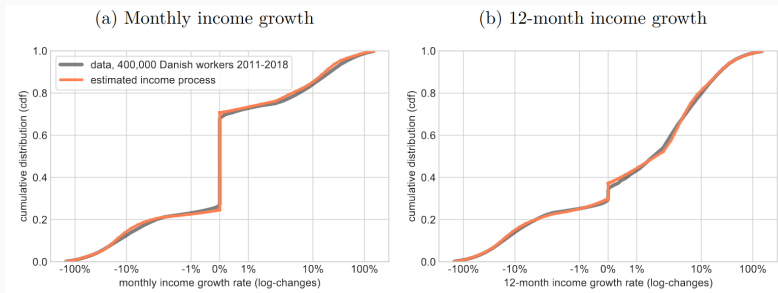 (a) Monthly income growth
1.0
0.8
0.6
0.4
0.2
0.0
cumulative distribution (cdf)
data, 400,000 Danish workers 2011-2018
estimated income process
-100% -10% -1% 0% 1% 10% 100%
monthly income growth rate (log-changes)
(b) 12-month income growth
1.0
0.8
0.6
0.4
0.2
0.0
cumulative distribution (cdf)
-100% -10% -1% 0% 1% 10% 100%
12-month income growth rate (log-changes)